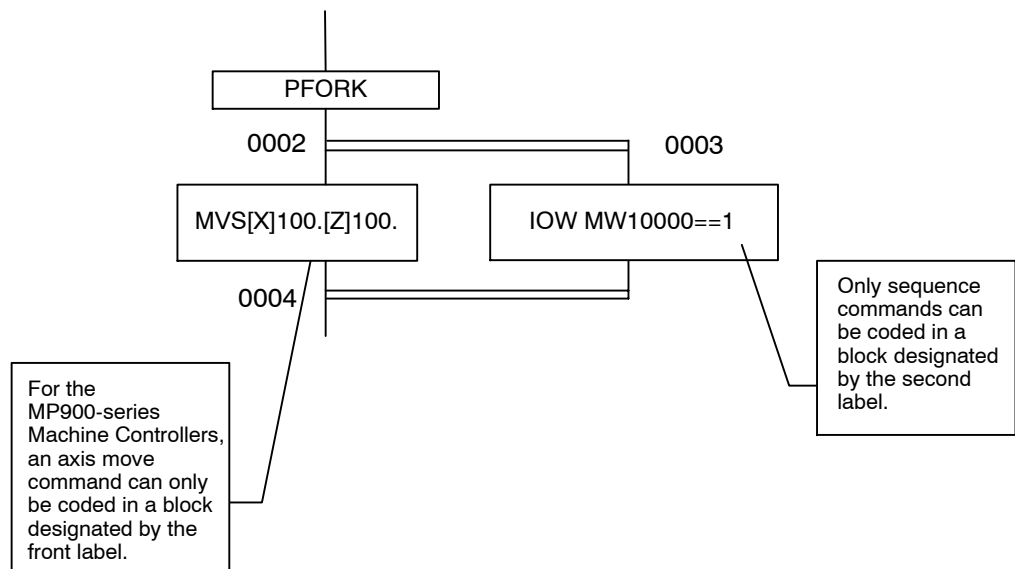 PFORK
0002
0003
MVS[X]100.[Z]100.
IOW MW10000==1
0004
Only sequence
commands can
be coded in a
block designated
by the second
label.
For the
MP900-series
Machine Controllers,
an axis move
command can only
be coded in a block
designated by the
front label.